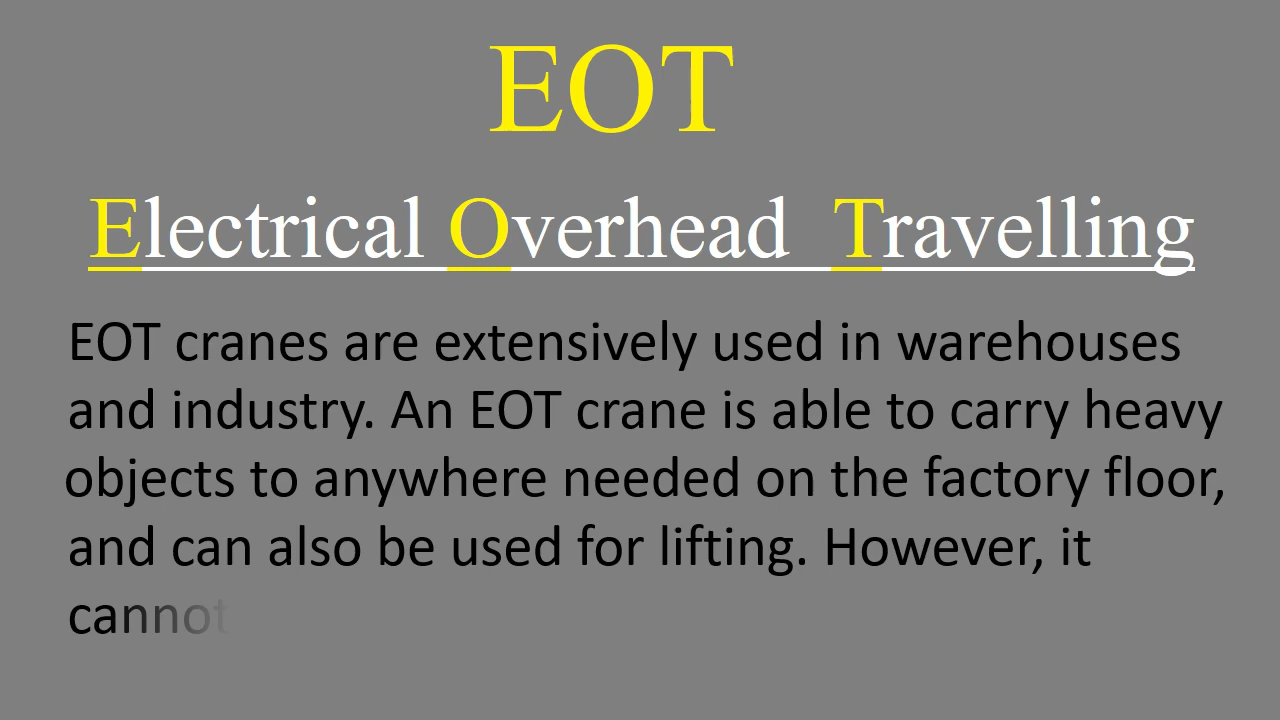 EOT
Electrical Overhead Travelling
EOT cranes are extensively used in warehouses
and industry. An EOT crane is able to carry heavy
objects to anywhere needed on the factory floor,
and can also be used for lifting. However, it
cannot